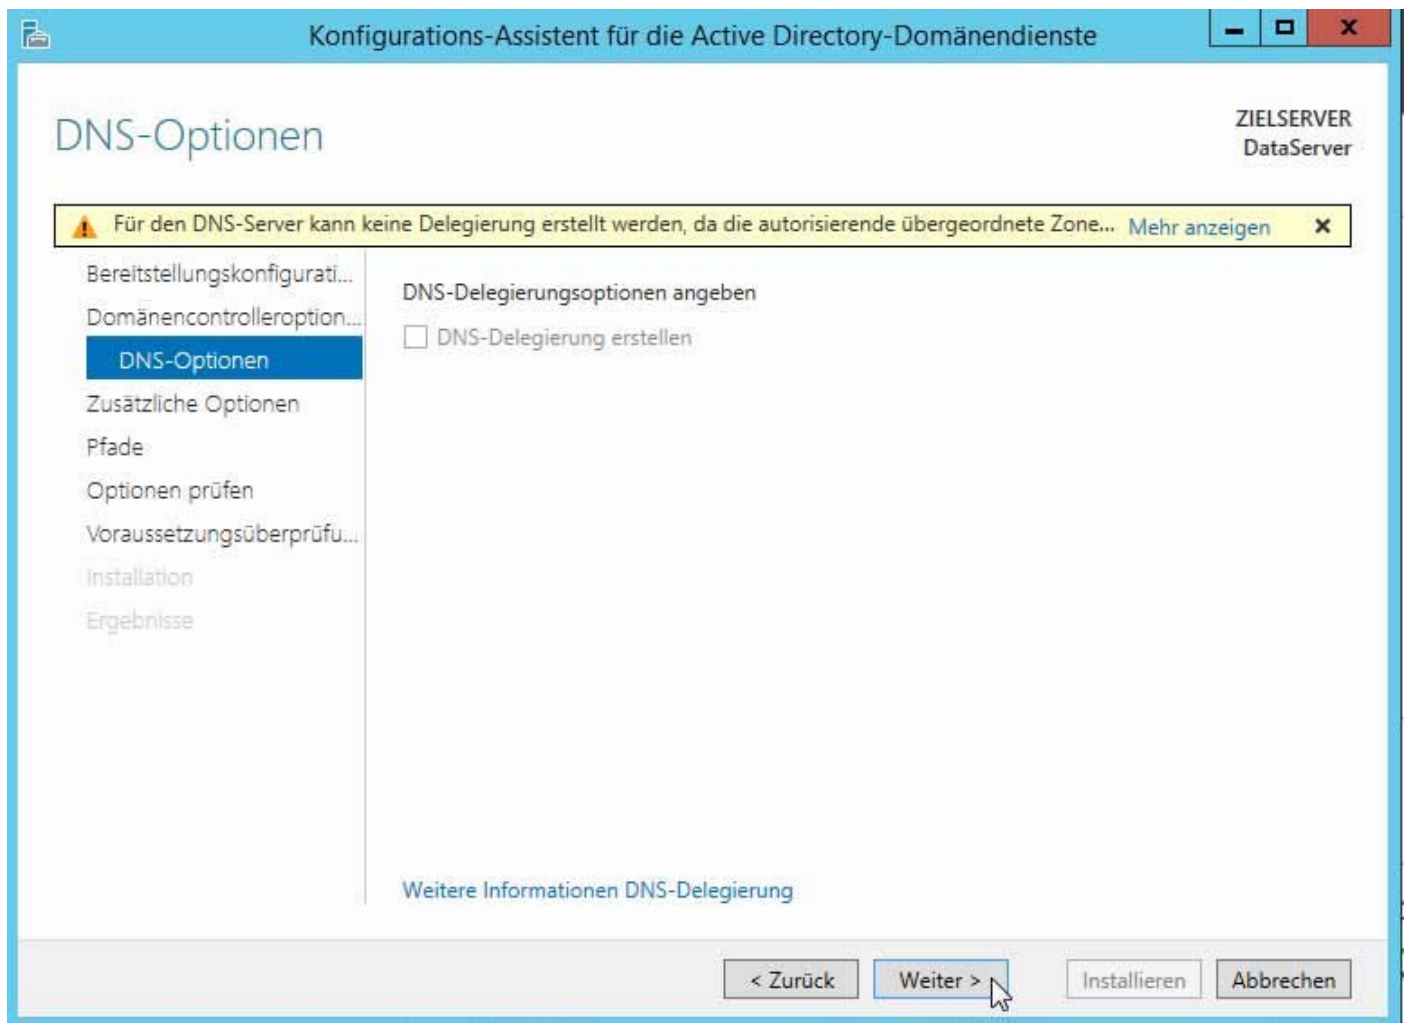 Konfigurations-Assistent für die Active Directory-Domänendienste
DNS-Optionen
ZIELSERVER
DataServer
Für den DNS-Server kann keine Delegierung erstellt werden, da die autorisierende übergeordnete Zone... Mehr anzeigen
Bereitstellungskonfigurati...
Domänencontrolleroption...
DNS-Optionen
Zusätzliche Optionen
Pfade
Optionen prüfen
Voraussetzungsüberprüfu...
Installation
Ergebnisse
DNS-Delegierungsoptionen angeben
DNS-Delegierung erstellen
Weitere Informationen DNS-Delegierung
< Zurück
Weiter >
Installieren
Abbrechen